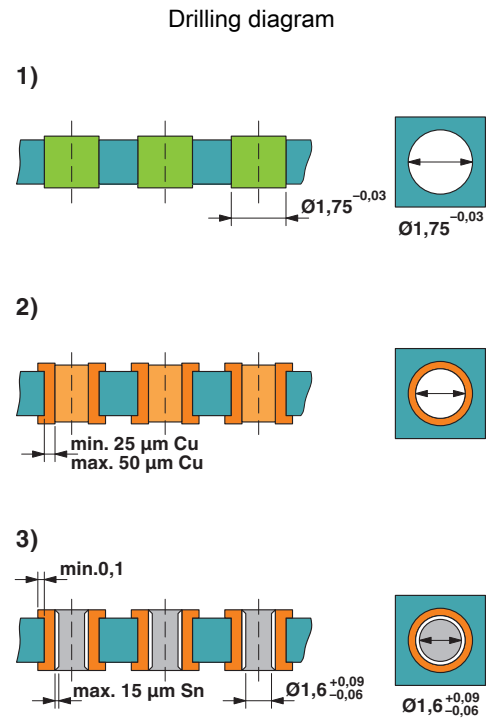 Drilling diagram
1)
Ø1,75 −0,03
Ø1,75 −0,03
2)
min. 25 µm Cu
max. 50 µm Cu
3)
min.0,1
max. 15 µm Sn
Ø1,6 +0,09 −0,06
Ø1,6 +0,09 −0,06